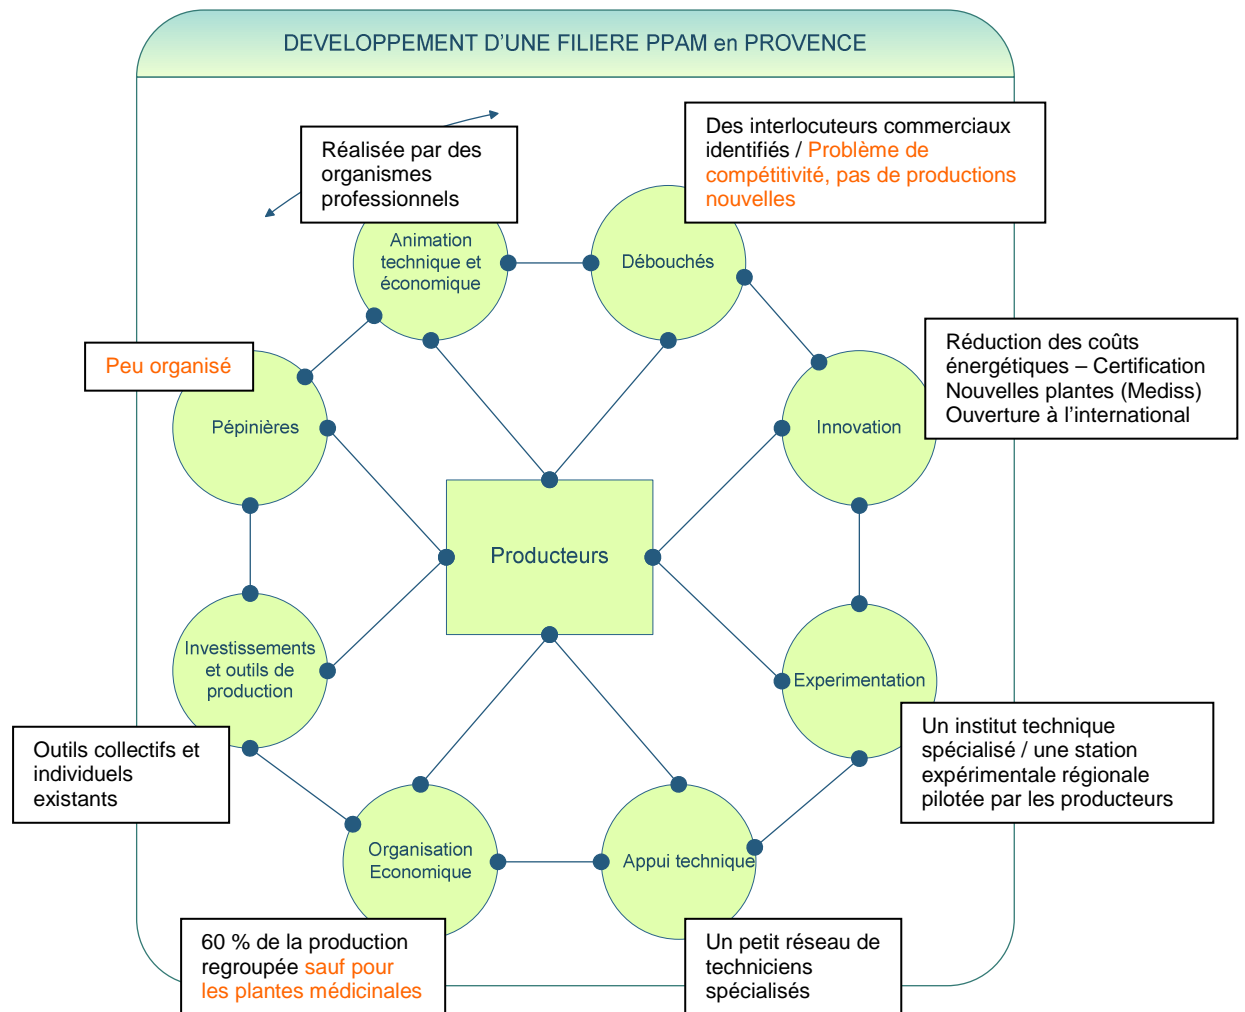 DEVELOPPEMENT D'UNE FILIERE PPAM en PROVENCE
Réalisée par des
organismes
professionnels
Des interlocuteurs commerciaux
identifiés / Problème de
compétitivité, pas de productions
nouvelles
Animation
technique et
économique
Débouchés
Peu organisé
Réduction des coûts
énergétiques – Certification
Nouvelles plantes (Mediss)
Ouverture à l'international
Pépinières
Innovation
Producteurs
Investissements
et outils de
production
Experimentation
Outils collectifs et
individuels
existants
Un institut technique
spécialisé / une station
expérimentale régionale
pilotée par les producteurs
Organisation
Economique
Appui technique
60 % de la production
regroupée sauf pour
les plantes médicinales
Un petit réseau de
techniciens
spécialisés